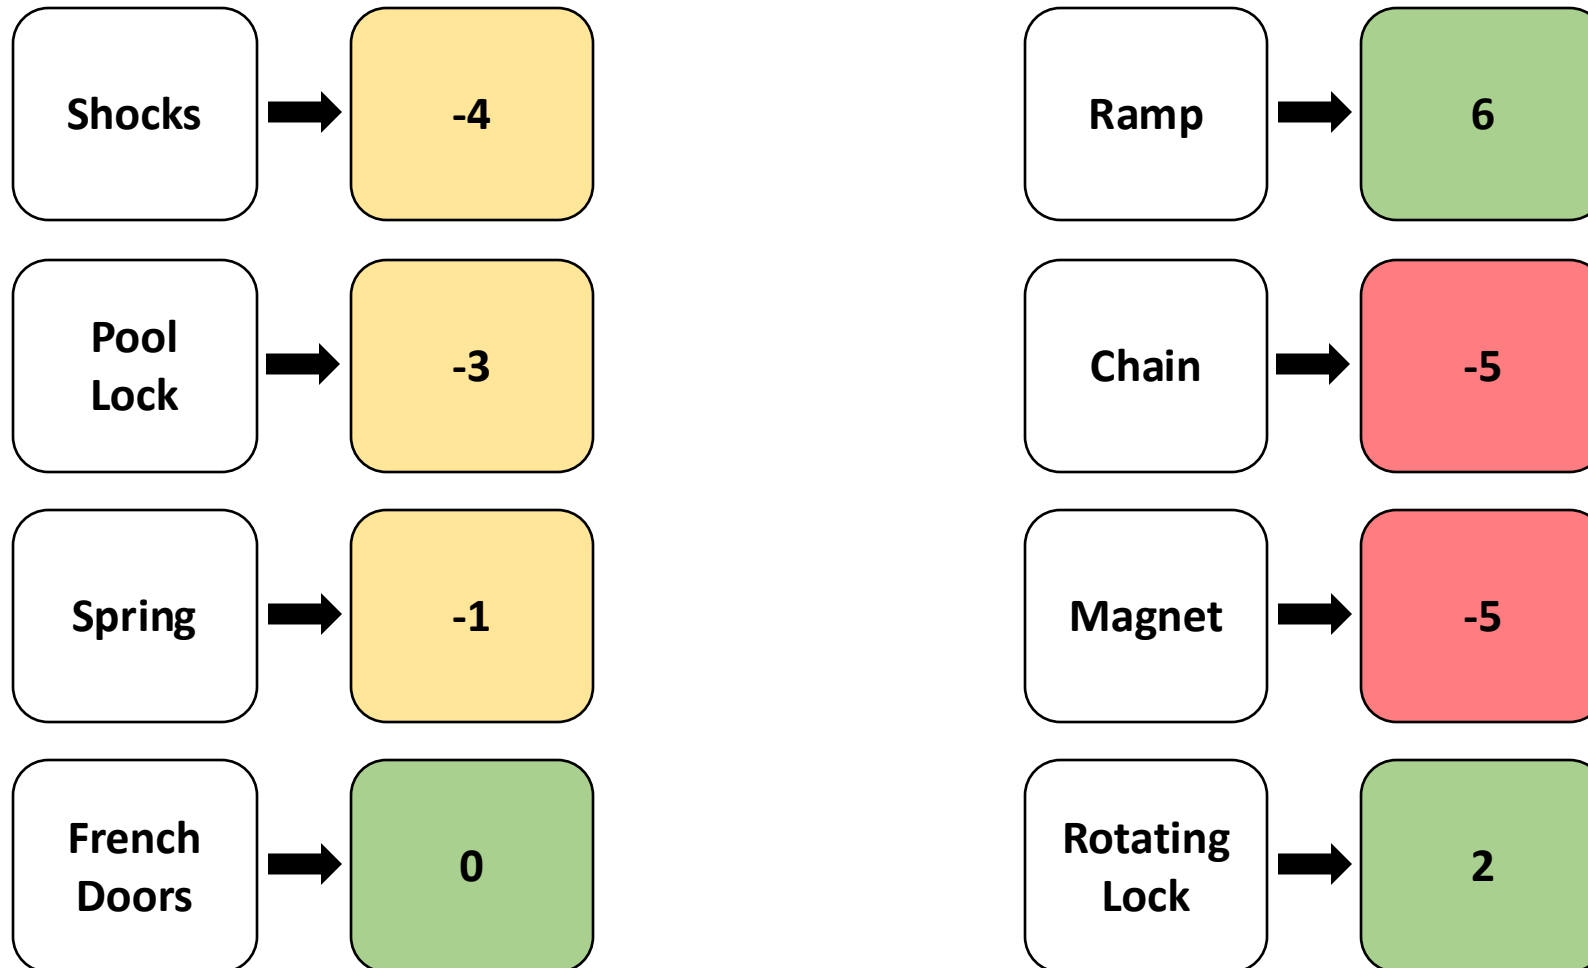 Shocks
-4
Pool
Lock
-3
Spring
-1
French
Doors
0
Ramp
6
Chain
-5
Magnet
-5
Rotating
Lock
2